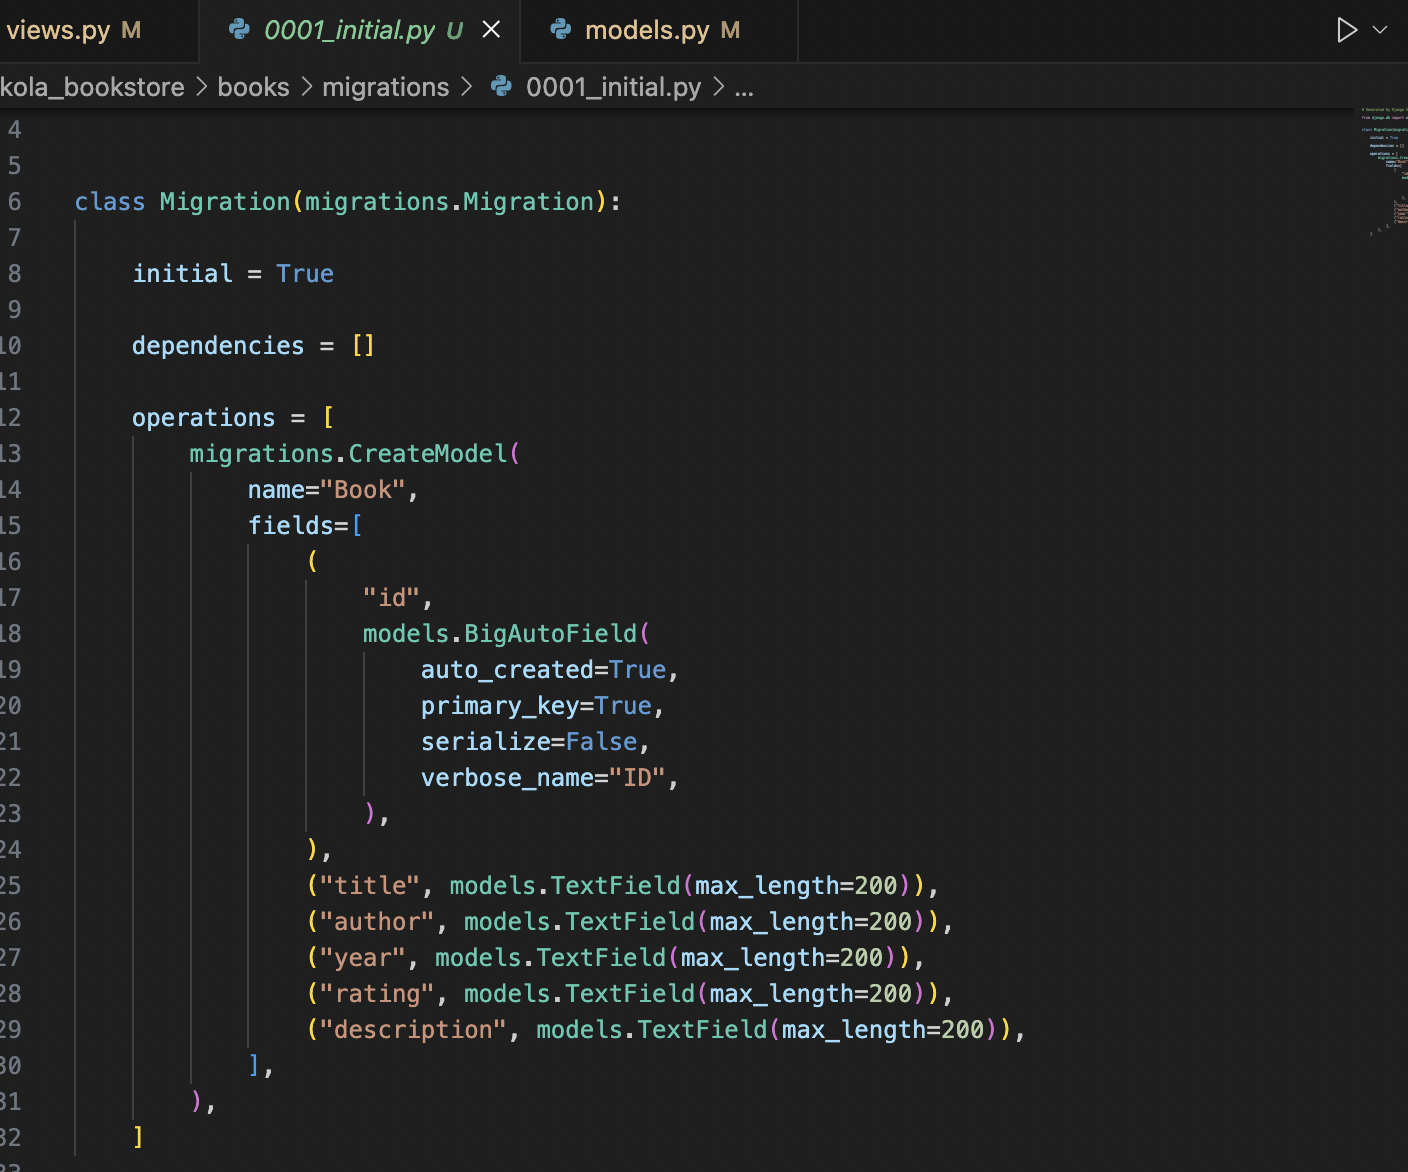 views.py M 0001_initial.py U models.py M
kola_bookstore > books > migrations > 0001_initial.py > ...
4
5
6 class Migration(migrations.Migration):
7
8 initial = True
9
10 dependencies = []
11
12 operations = [
13 migrations.CreateModel(
14 name="Book",
15 fields=[
16 (
17 "id",
18 models.BigAutoField(
19 auto_created=True,
20 primary_key=True,
21 serialize=False,
22 verbose_name="ID",
23 ),
24 ),
25 ("title", models.TextField(max_length=200)),
26 ("author", models.TextField(max_length=200)),
27 ("year", models.TextField(max_length=200)),
28 ("rating", models.TextField(max_length=200)),
29 ("description", models.TextField(max_length=200)),
30 ],
31 ),
32 ]
33